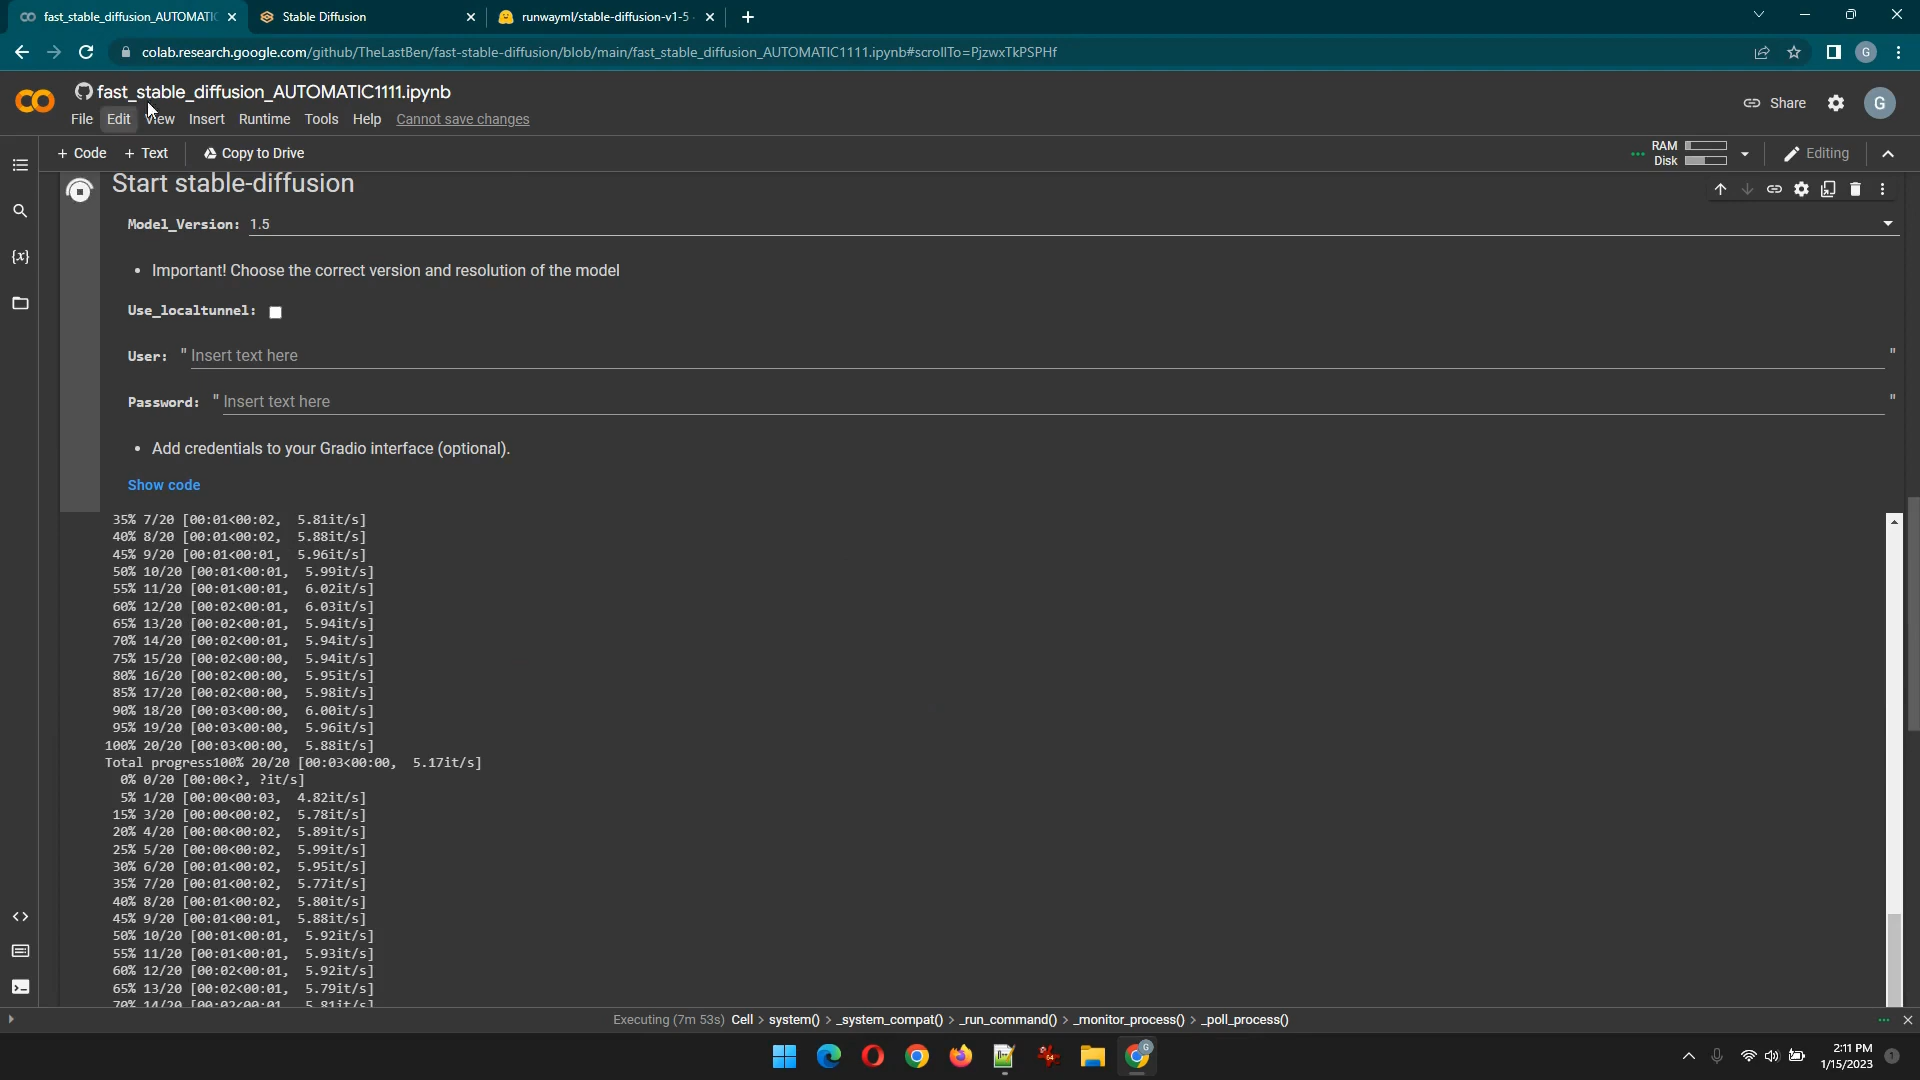 fast_stable_diffusion_AUTOMATIC
Stable Diffusion
runwayml/stable-diffusion-v1-5
colab.research.google.com/github/TheLastBen/fast-stable-diffusion/blob/main/fast_stable_diffusion_AUTOMATIC1111.ipynb#scrollTo=PjzwxTkPSPHf
G
fast_stable_diffusion_AUTOMATIC1111.ipynb
File Edit View Insert Runtime Tools Help Cannot save changes
Share
G
+ Code + Text Copy to Drive
RAM
Disk
Editing
Start stable-diffusion
Model_Version: 1.5
• Important! Choose the correct version and resolution of the model
Use_localtunnel:
User: " Insert text here "
Password: " Insert text here "
• Add credentials to your Gradio interface (optional).
Show code
35% 7/20 [00:01<00:02, 5.81it/s]
40% 8/20 [00:01<00:02, 5.88it/s]
45% 9/20 [00:01<00:01, 5.96it/s]
50% 10/20 [00:01<00:01, 5.99it/s]
55% 11/20 [00:01<00:01, 6.02it/s]
60% 12/20 [00:02<00:01, 6.03it/s]
65% 13/20 [00:02<00:01, 5.94it/s]
70% 14/20 [00:02<00:01, 5.94it/s]
75% 15/20 [00:02<00:00, 5.94it/s]
80% 16/20 [00:02<00:00, 5.95it/s]
85% 17/20 [00:02<00:00, 5.98it/s]
90% 18/20 [00:03<00:00, 6.00it/s]
95% 19/20 [00:03<00:00, 5.96it/s]
100% 20/20 [00:03<00:00, 5.88it/s]
Total progress100% 20/20 [00:03<00:00, 5.17it/s]
0% 0/20 [00:00<?, ?it/s]
5% 1/20 [00:00<00:03, 4.82it/s]
15% 3/20 [00:00<00:02, 5.78it/s]
20% 4/20 [00:00<00:02, 5.89it/s]
25% 5/20 [00:00<00:02, 5.99it/s]
30% 6/20 [00:01<00:02, 5.95it/s]
35% 7/20 [00:01<00:02, 5.77it/s]
40% 8/20 [00:01<00:02, 5.80it/s]
45% 9/20 [00:01<00:01, 5.88it/s]
50% 10/20 [00:01<00:01, 5.92it/s]
55% 11/20 [00:01<00:01, 5.93it/s]
60% 12/20 [00:02<00:01, 5.92it/s]
65% 13/20 [00:02<00:01, 5.79it/s]
70% 14/20 [00:02<00:01, 5.81it/s]
Executing (7m 53s) Cell > system() > _system_compat() > _run_command() > _monitor_process() > _poll_process()
2:11 PM
1/15/2023